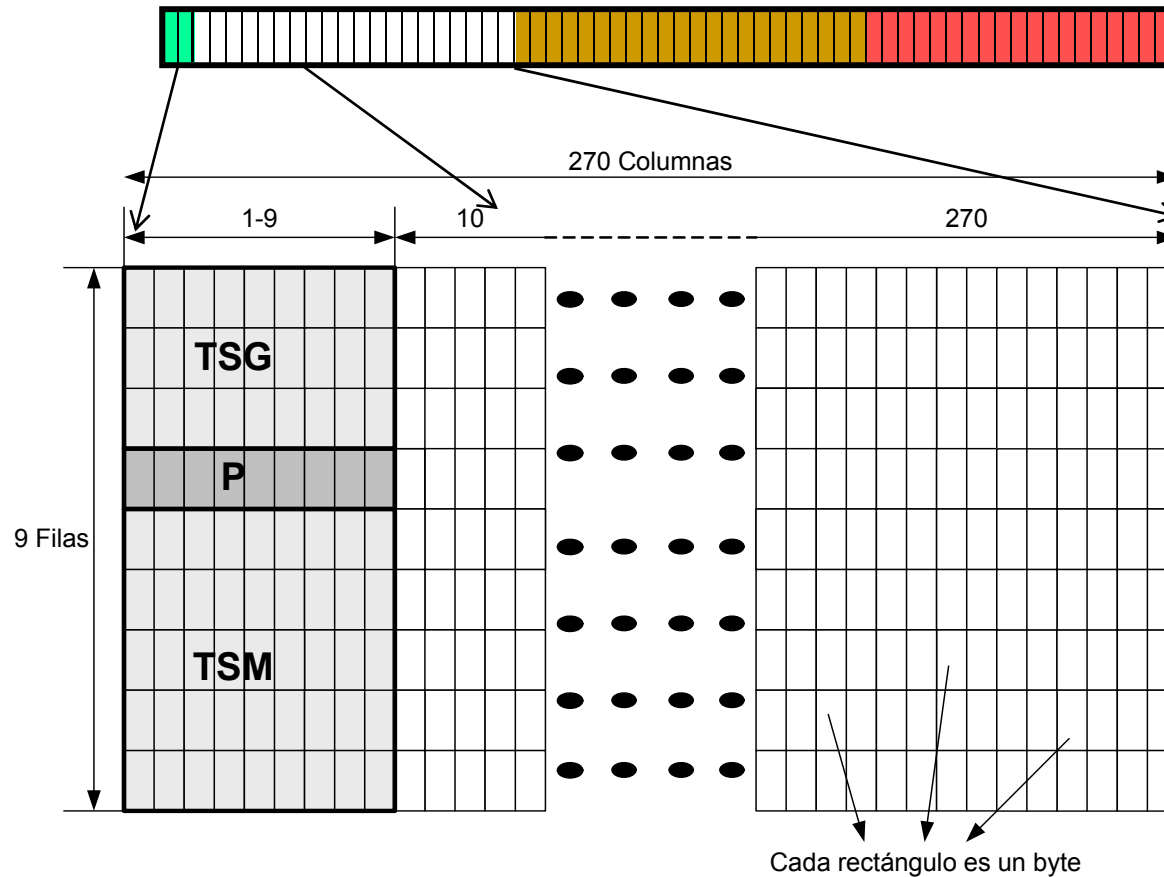 270 Columnas
1-9
10
270
TSG
P
9 Filas
TSM
Cada rectángulo es un byte